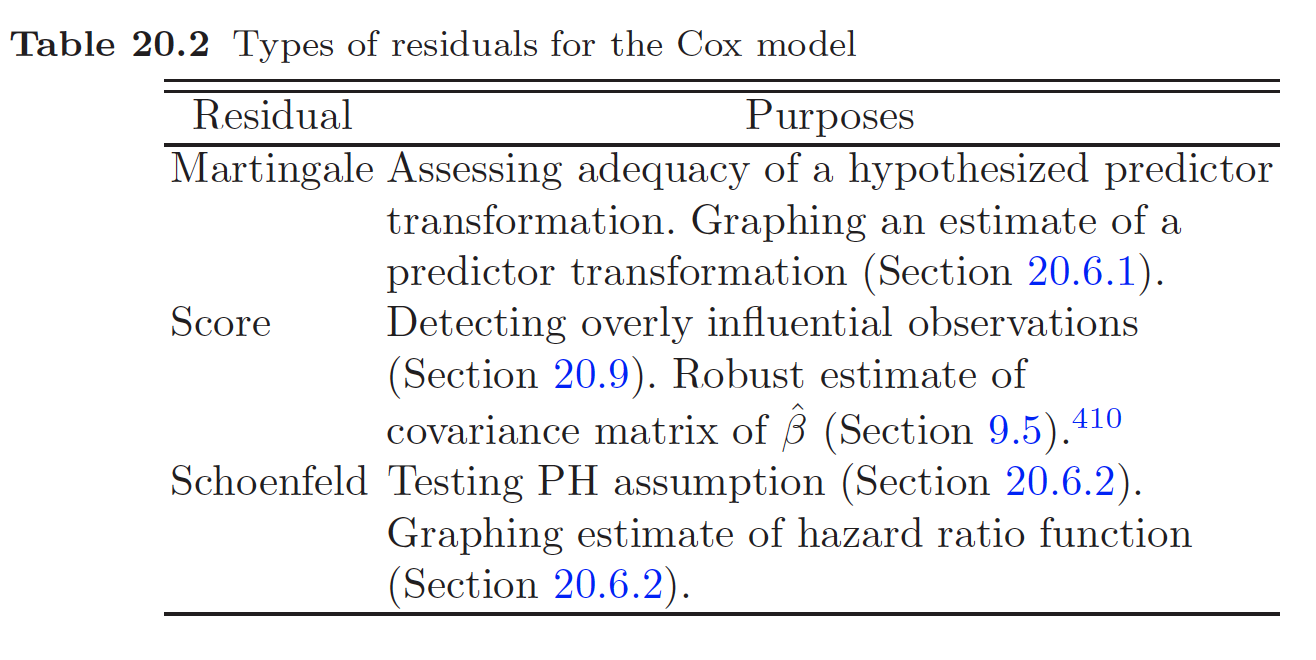 Table 20.2 Types of residuals for the Cox model
Residual Purposes
Martingale Assessing adequacy of a hypothesized predictor
transformation. Graphing an estimate of a
predictor transformation (Section 20.6.1).
Score Detecting overly influential observations
(Section 20.9). Robust estimate of
covariance matrix of β̂ (Section 9.5).⁴¹⁰
Schoenfeld Testing PH assumption (Section 20.6.2).
Graphing estimate of hazard ratio function
(Section 20.6.2).